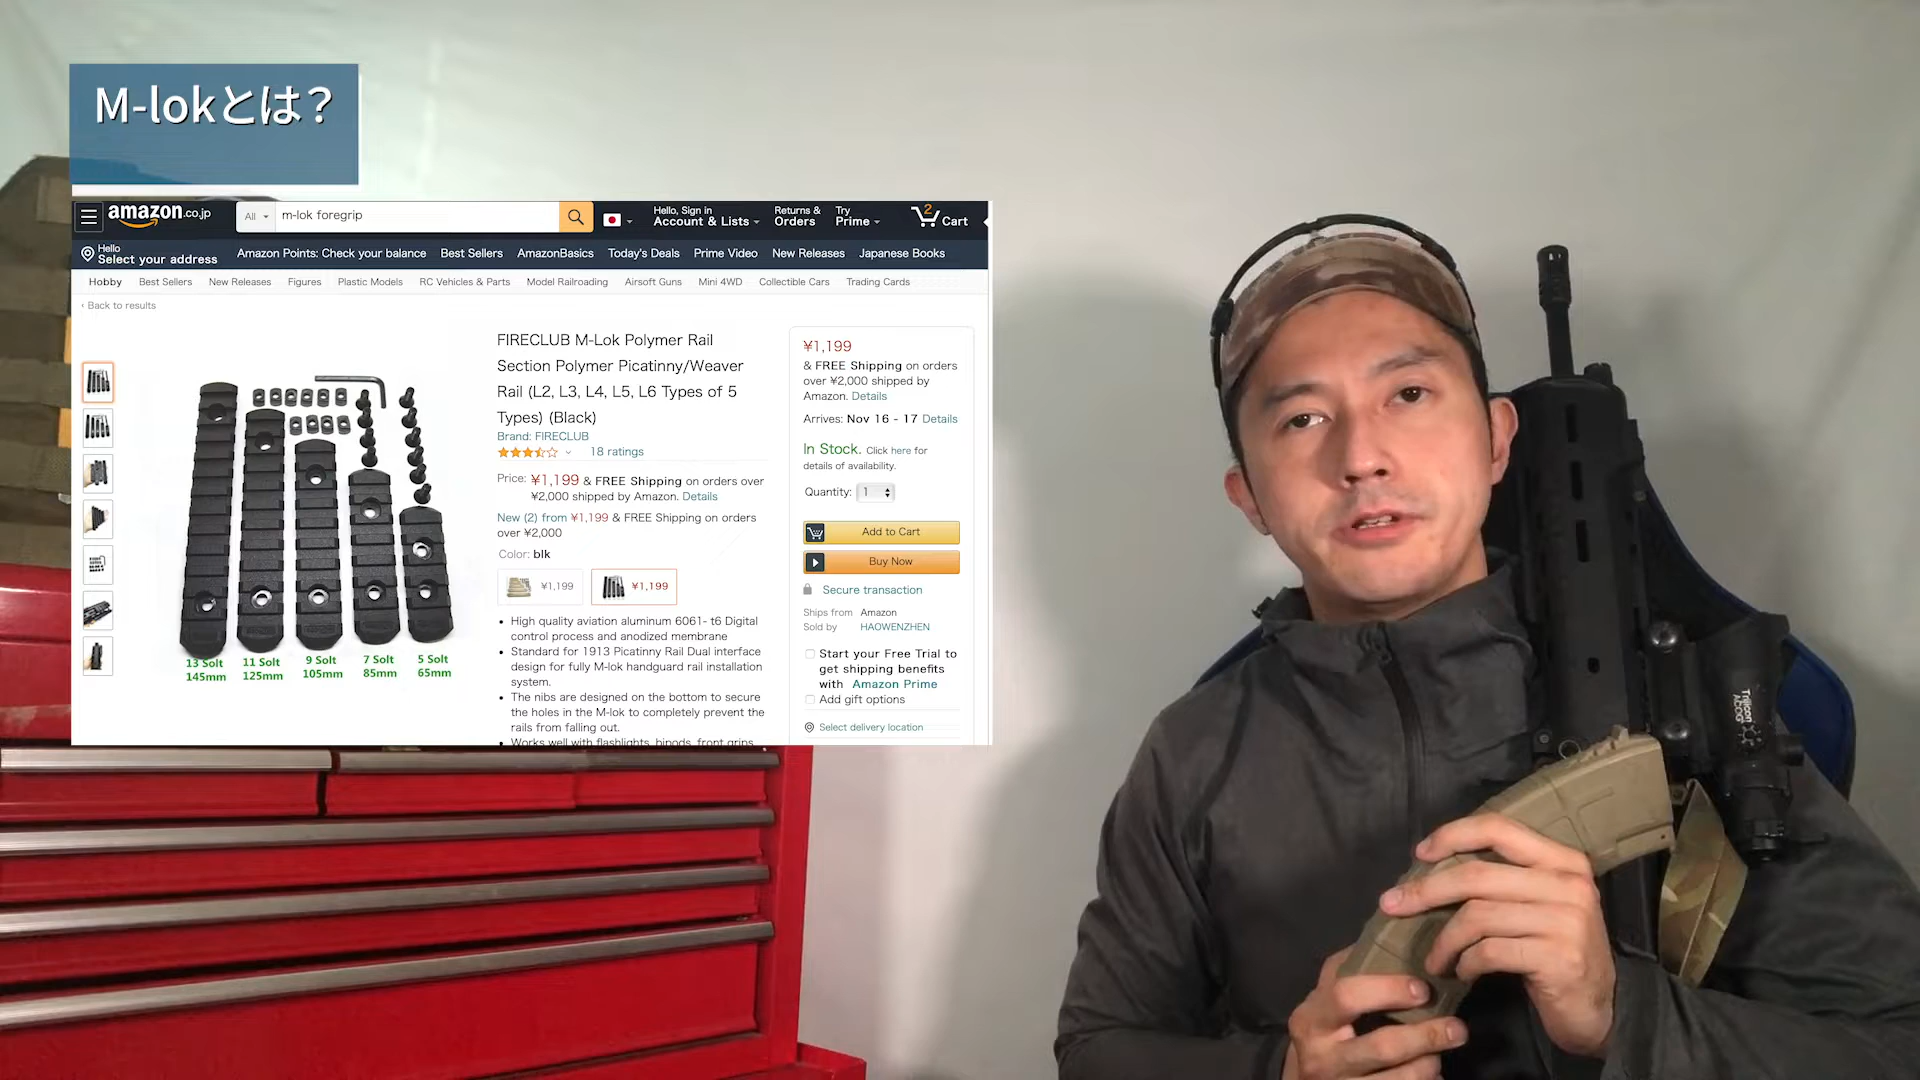 M-lokとは?
amazon.co.jp
All
m-lok foregrip
Hello, Sign in
Account & Lists
Returns &
Orders
Try
Prime
2
Cart
Hello
Select your address
Amazon Points: Check your balance
Best Sellers
AmazonBasics
Today's Deals
Prime Video
New Releases
Japanese Books
Hobby
Best Sellers
New Releases
Figures
Plastic Models
RC Vehicles & Parts
Model Railroading
Airsoft Guns
Mini 4WD
Collectible Cars
Trading Cards
‹ Back to results
13 Solt
145mm
11 Solt
125mm
9 Solt
105mm
7 Solt
85mm
5 Solt
65mm
FIRECLUB M-Lok Polymer Rail
Section Polymer Picatinny/Weaver
Rail (L2, L3, L4, L5, L6 Types of 5
Types) (Black)
Brand: FIRECLUB
18 ratings
Price: ¥1,199 & FREE Shipping on orders over
¥2,000 shipped by Amazon. Details
New (2) from ¥1,199 & FREE Shipping on orders
over ¥2,000
Color: blk
¥1,199
¥1,199
• High quality aviation aluminum 6061- t6 Digital
control process and anodized membrane
• Standard for 1913 Picatinny Rail Dual interface
design for fully M-lok handguard rail installation
system.
• The nibs are designed on the bottom to secure
the holes in the M-lok to completely prevent the
rails from falling out.
• Works well with flashlights, bipods, front grips,
¥1,199
& FREE Shipping on orders
over ¥2,000 shipped by
Amazon. Details
Arrives: Nov 16 - 17 Details
In Stock. Click here for
details of availability.
Quantity: 1
Add to Cart
Buy Now
Secure transaction
Ships from Amazon
Sold by HAOWENZHEN
Start your Free Trial to
get shipping benefits
with Amazon Prime
Add gift options
Select delivery location
Trijicon
ACOG